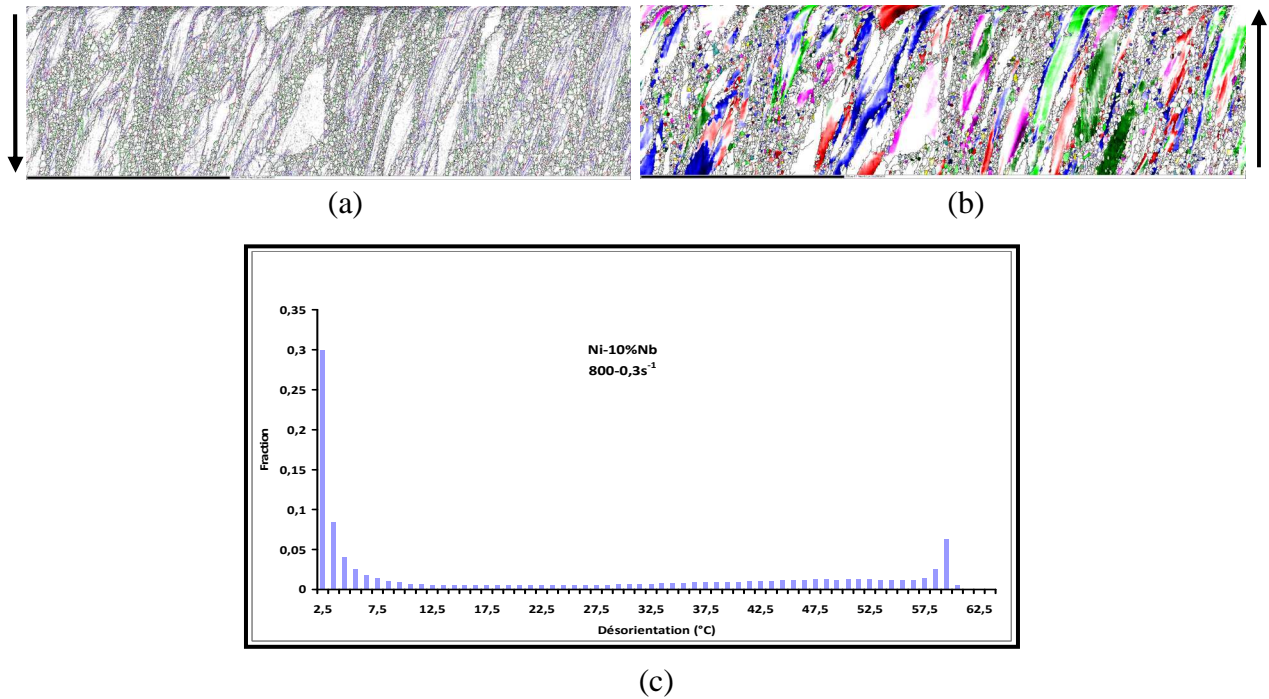 (a)
(b)
Ni-10%Nb
800-0,3s⁻¹
Fraction
0,35
0,3
0,25
0,2
0,15
0,1
0,05
0
2,5 7,5 12,5 17,5 22,5 27,5 32,5 37,5 42,5 47,5 52,5 57,5 62,5
Désorientation (°C)
(c)